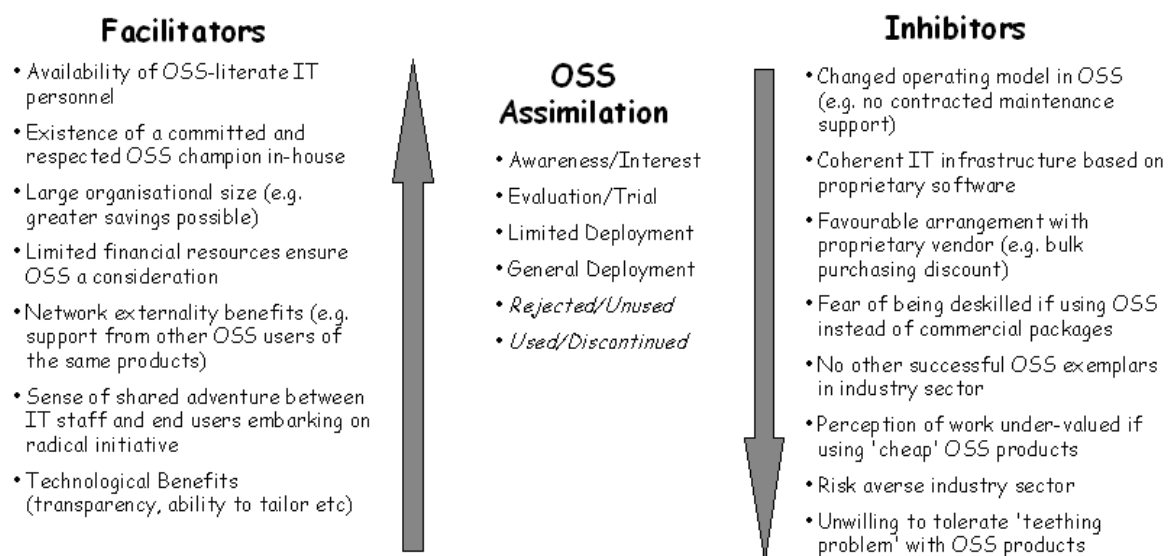 Facilitators
• Availability of OSS-literate IT
personnel
• Existence of a committed and
respected OSS champion in-house
• Large organisational size (e.g.
greater savings possible)
• Limited financial resources ensure
OSS a consideration
• Network externality benefits (e.g.
support from other OSS users of
the same products)
• Sense of shared adventure between
IT staff and end users embarking on
radical initiative
• Technological Benefits
(transparency, ability to tailor etc)
OSS
Assimilation
• Awareness/Interest
• Evaluation/Trial
• Limited Deployment
• General Deployment
• Rejected/Unused
• Used/Discontinued
Inhibitors
• Changed operating model in OSS
(e.g. no contracted maintenance
support)
• Coherent IT infrastructure based on
proprietary software
• Favourable arrangement with
proprietary vendor (e.g. bulk
purchasing discount)
• Fear of being deskilled if using OSS
instead of commercial packages
• No other successful OSS exemplars
in industry sector
• Perception of work under-valued if
using 'cheap' OSS products
• Risk averse industry sector
• Unwilling to tolerate 'teething
problem' with OSS products